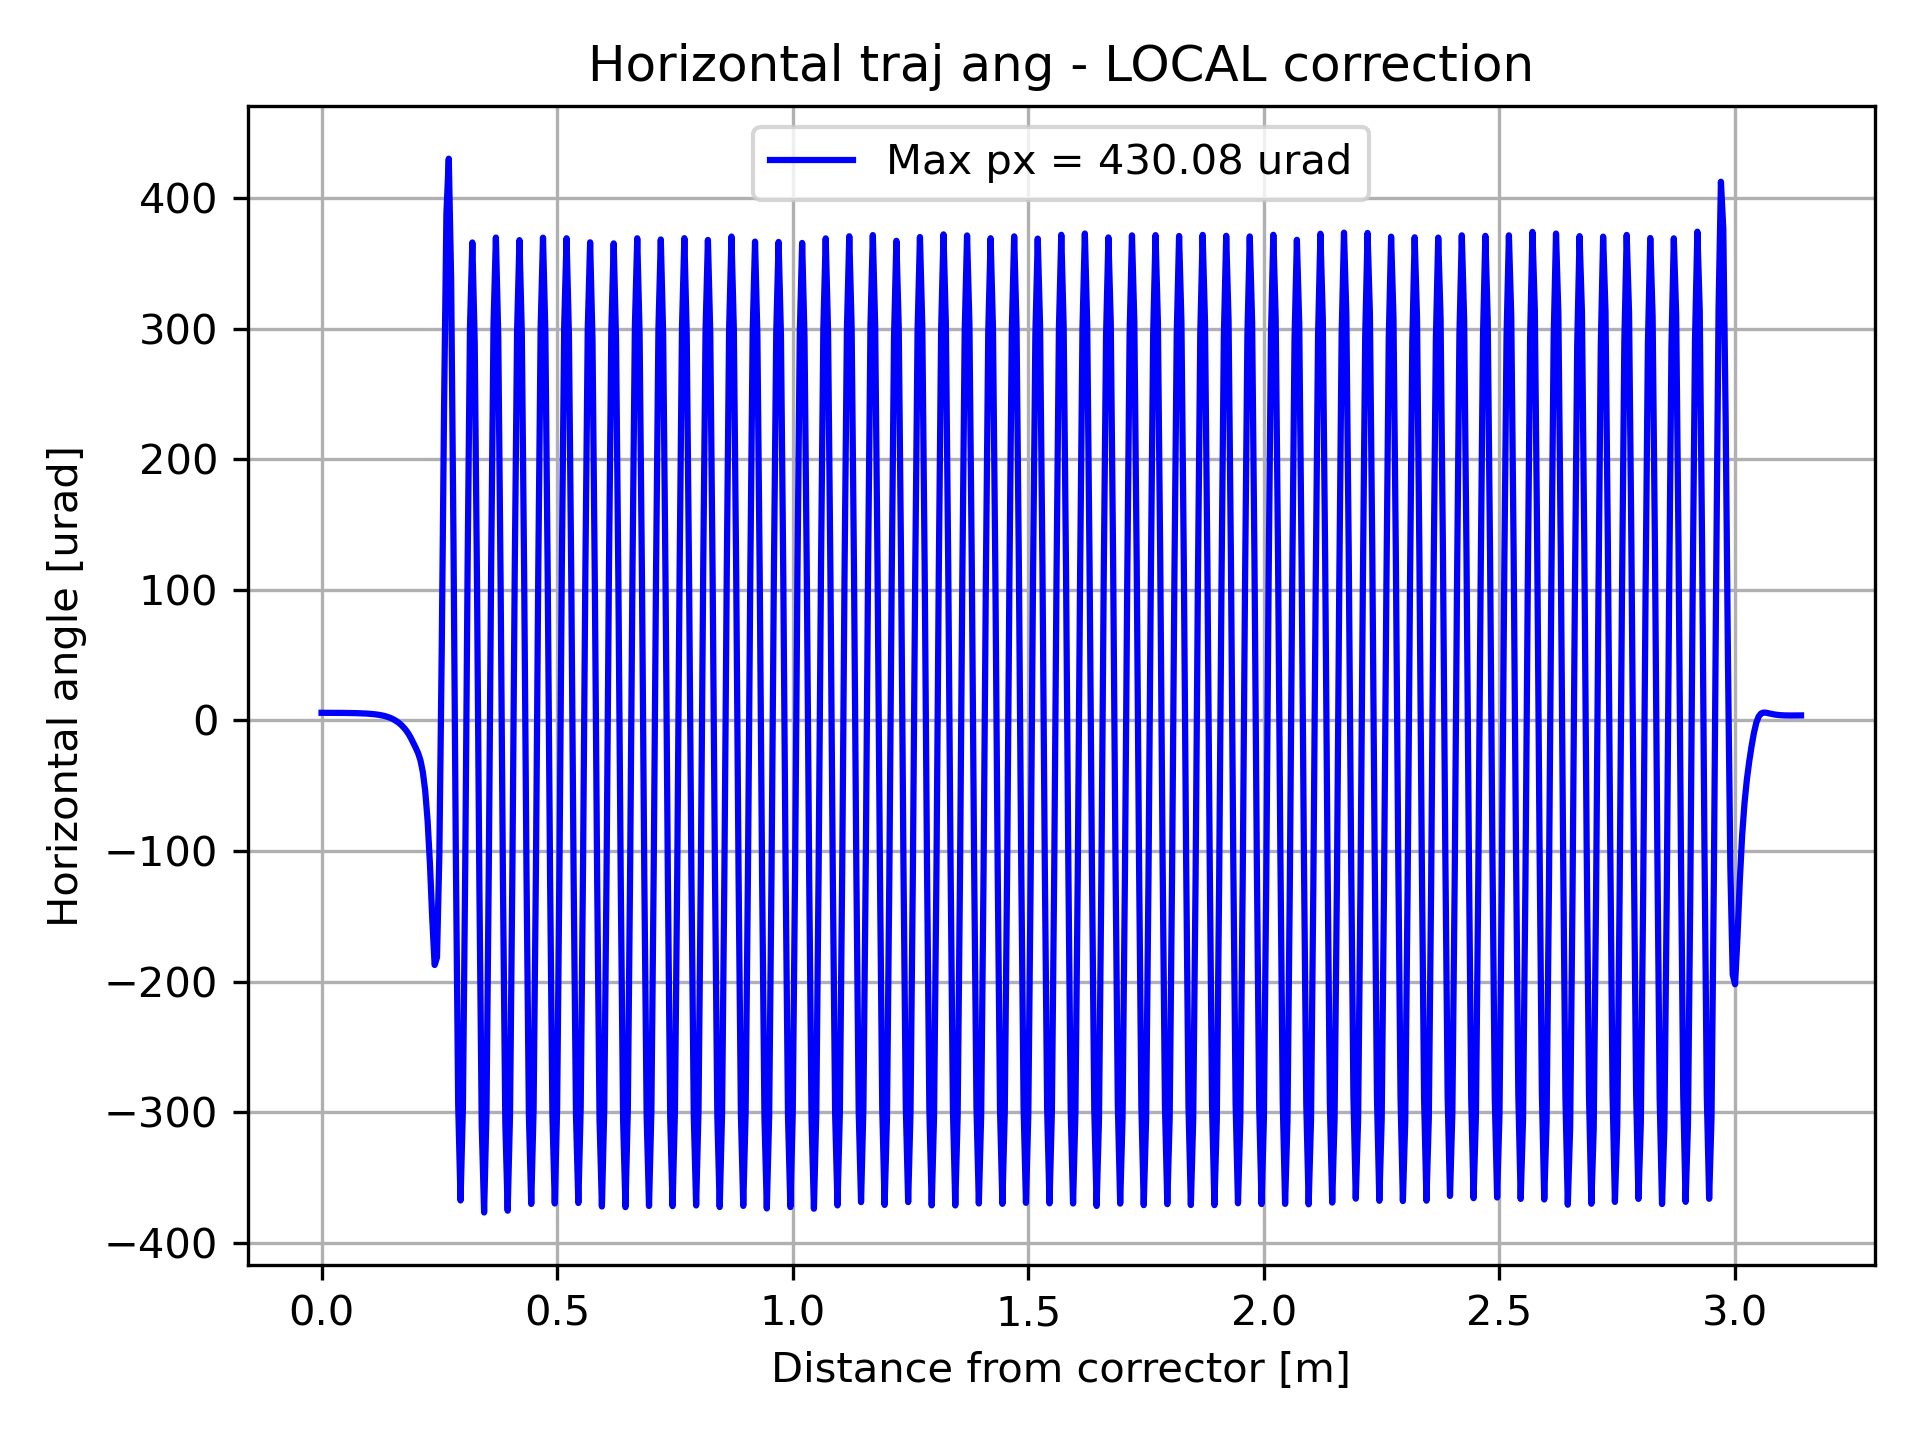 Horizontal traj ang - LOCAL correction
Max px = 430.08 urad
400
300
200
100
0
−100
−200
−300
−400
Horizontal angle [urad]
0.0 0.5 1.0 1.5 2.0 2.5 3.0
Distance from corrector [m]